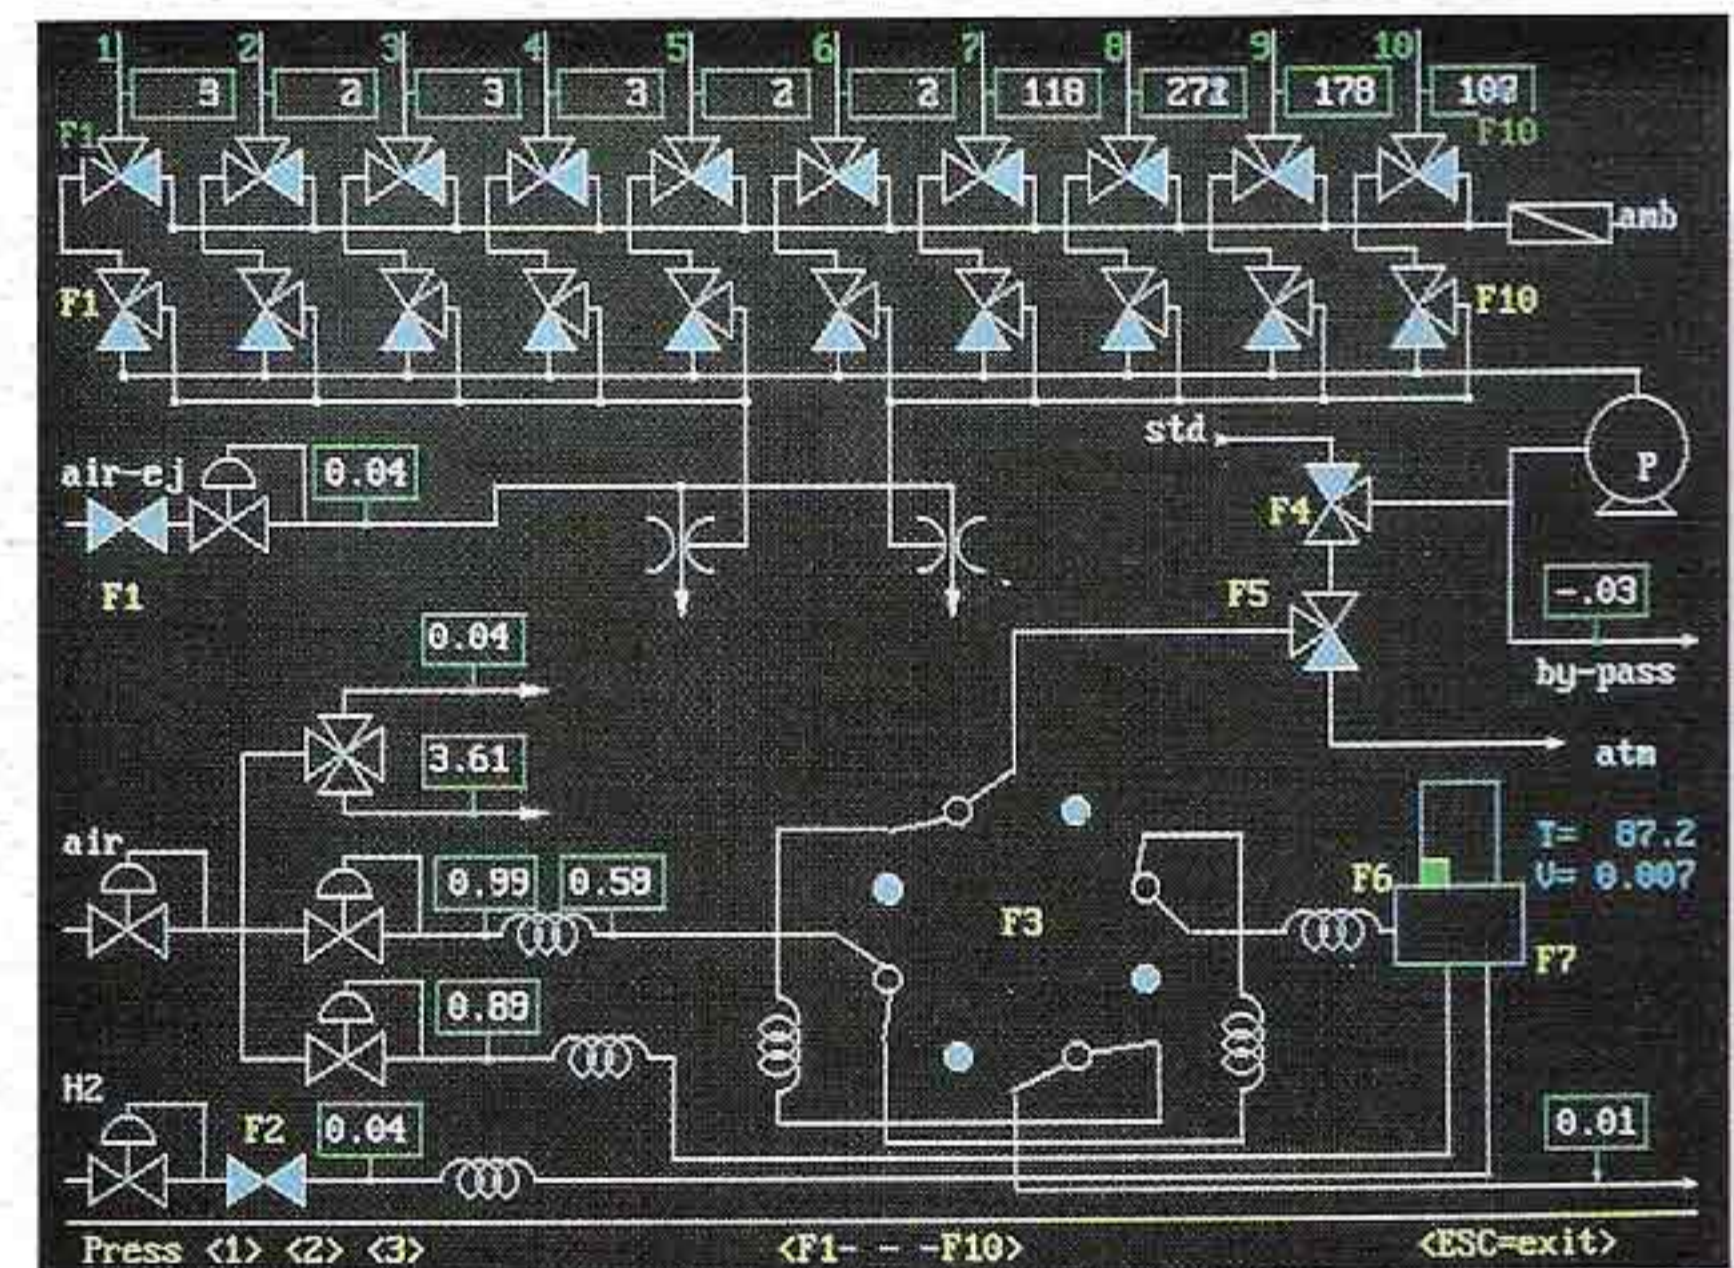 1 2 3 4 5 6 7 8 9 10
3 2 3 3 2 2 118 178
F1 F10
amb
F1 F10
std
air-ej 0.04 P
F4
F1 F5 -.03
0.04 by-pass
3.61 atm
air T= 87.2
0.99 0.58 F6 V= 0.007
F3
F7
0.89
H2
F2 0.04 0.01
Press <1> <2> <3> <F1- - -F10> <ESC=exit>